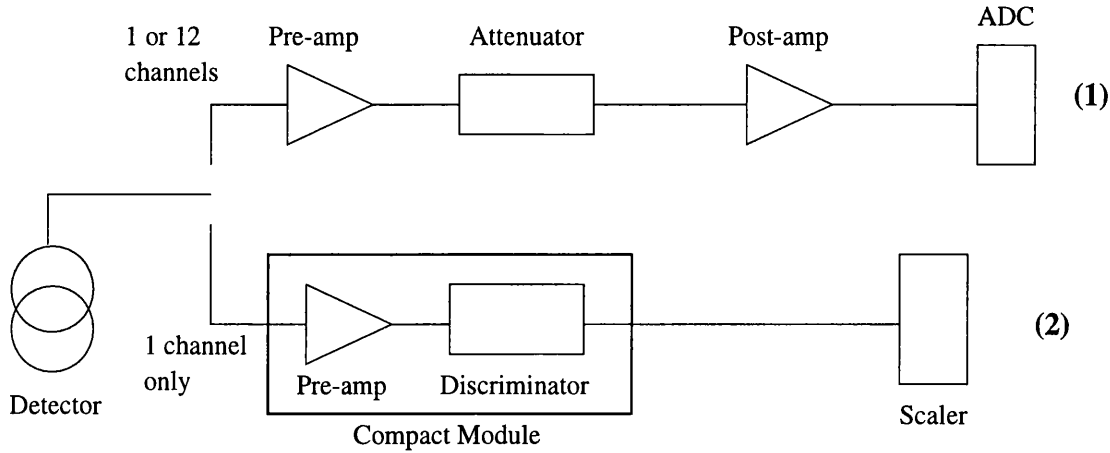 1 or 12
channels
Pre-amp
Attenuator
Post-amp
ADC
(1)
Detector
1 channel
only
Pre-amp
Discriminator
Compact Module
Scaler
(2)